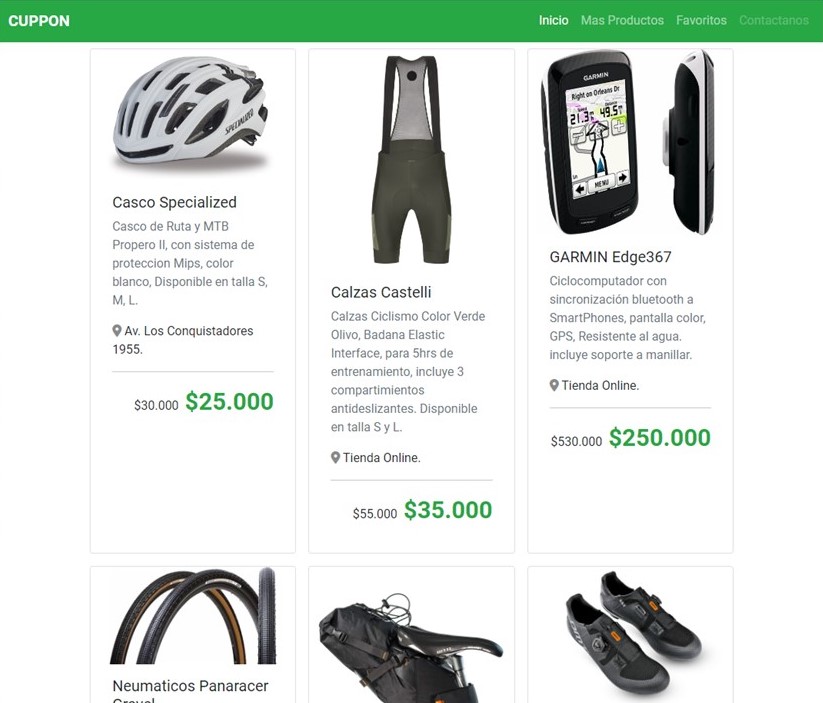 CUPPON
Inicio Mas Productos Favoritos Contactanos
SPECIALIZED
Casco Specialized
Casco de Ruta y MTB
Propero II, con sistema de
proteccion Mips, color
blanco, Disponible en talla S,
M, L.
Av. Los Conquistadores
1955.
$30.000 $25.000
Calzas Castelli
Calzas Ciclismo Color Verde
Olivo, Badana Elastic
Interface, para 5hrs de
entrenamiento, incluye 3
compartimientos
antideslizantes. Disponible
en talla S y L.
Tienda Online.
$55.000 $35.000
GARMIN
Right on Orleans Dr
21.3 49.5
MENU
GARMIN Edge367
Ciclocomputador con
sincronización bluetooth a
SmartPhones, pantalla color,
GPS, Resistente al agua.
incluye soporte a manillar.
Tienda Online.
$530.000 $250.000
Neumaticos Panaracer
Gravel